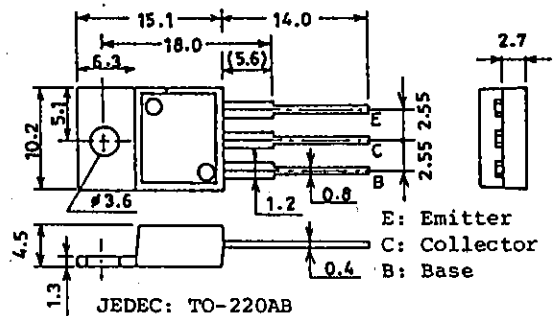 15.1
14.0
18.0
6.3
(5.6)
2.7
5.1
10.2
E
2.55
C
2.55
B
ø3.6
1.2
0.8
E: Emitter
4.5
C: Collector
0.4
B: Base
1.3
JEDEC: TO-220AB